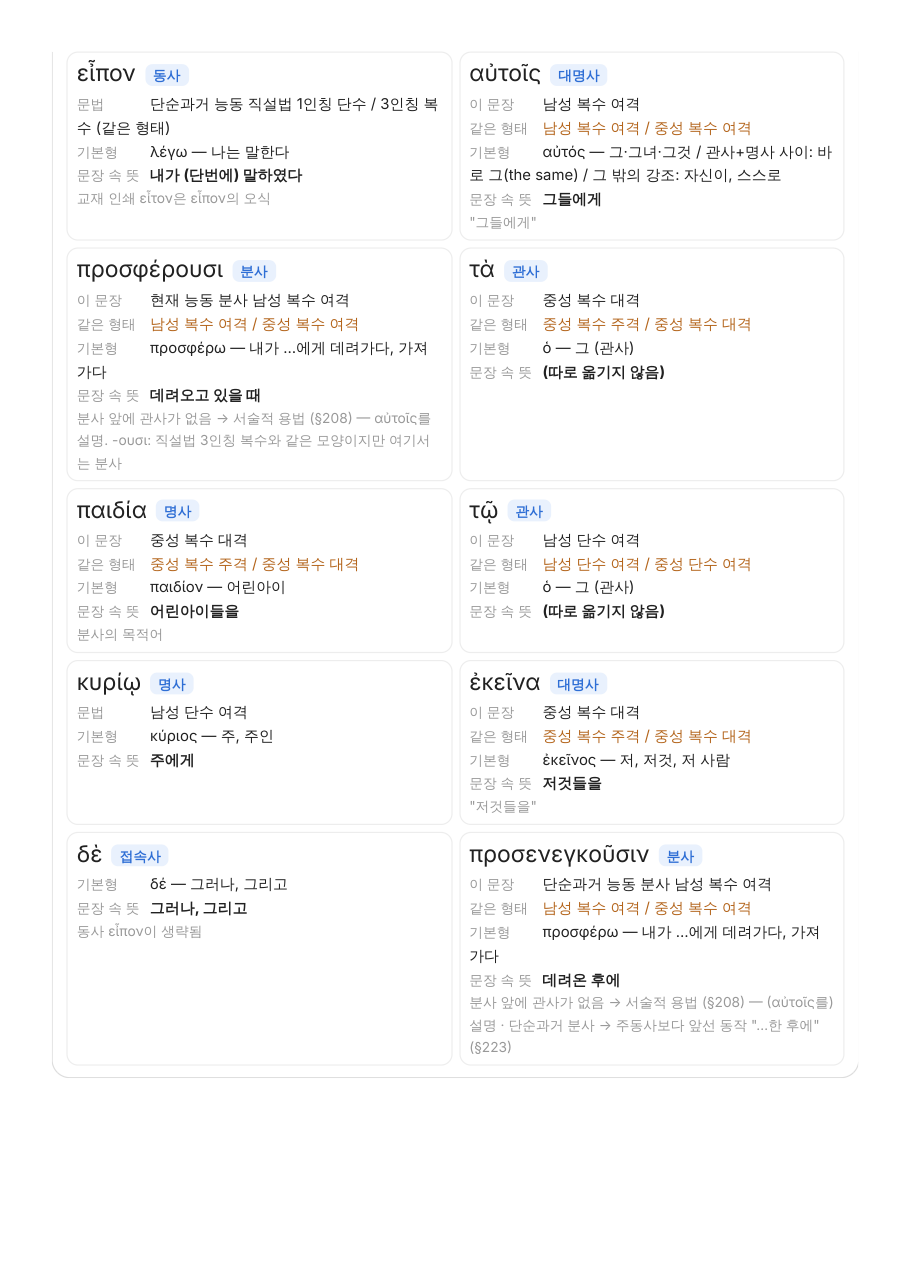 εἶπον 동사
문법 단순과거 능동 직설법 1인칭 단수 / 3인칭 복
수 (같은 형태)
기본형 λέγω — 나는 말한다
문장 속 뜻 내가 (단번에) 말하였다
교재 인쇄 εἶτον은 εἶπον의 오식
αὐτοῖς 대명사
이 문장 남성 복수 여격
같은 형태 남성 복수 여격 / 중성 복수 여격
기본형 αὐτός — 그·그녀·그것 / 관사+명사 사이: 바
로 그(the same) / 그 밖의 강조: 자신이, 스스로
문장 속 뜻 그들에게
"그들에게"
προσφέρουσι 분사
이 문장 현재 능동 분사 남성 복수 여격
같은 형태 남성 복수 여격 / 중성 복수 여격
기본형 προσφέρω — 내가 ...에게 데려가다, 가져
가다
문장 속 뜻 데려오고 있을 때
분사 앞에 관사가 없음 → 서술적 용법 (§208) — αὐτοῖς를
설명. -ουσι: 직설법 3인칭 복수와 같은 모양이지만 여기서
는 분사
τὰ 관사
이 문장 중성 복수 대격
같은 형태 중성 복수 주격 / 중성 복수 대격
기본형 ὁ — 그 (관사)
문장 속 뜻 (따로 옮기지 않음)
παιδία 명사
이 문장 중성 복수 대격
같은 형태 중성 복수 주격 / 중성 복수 대격
기본형 παιδίον — 어린아이
문장 속 뜻 어린아이들을
분사의 목적어
τῷ 관사
이 문장 남성 단수 여격
같은 형태 남성 단수 여격 / 중성 단수 여격
기본형 ὁ — 그 (관사)
문장 속 뜻 (따로 옮기지 않음)
κυρίῳ 명사
문법 남성 단수 여격
기본형 κύριος — 주, 주인
문장 속 뜻 주에게
ἐκεῖνα 대명사
이 문장 중성 복수 대격
같은 형태 중성 복수 주격 / 중성 복수 대격
기본형 ἐκεῖνος — 저, 저것, 저 사람
문장 속 뜻 저것들을
"저것들을"
δὲ 접속사
기본형 δέ — 그러나, 그리고
문장 속 뜻 그러나, 그리고
동사 εἶπον이 생략됨
προσενεγκοῦσιν 분사
이 문장 단순과거 능동 분사 남성 복수 여격
같은 형태 남성 복수 여격 / 중성 복수 여격
기본형 προσφέρω — 내가 ...에게 데려가다, 가져
가다
문장 속 뜻 데려온 후에
분사 앞에 관사가 없음 → 서술적 용법 (§208) — (αὐτοῖς를)
설명 · 단순과거 분사 → 주동사보다 앞선 동작 "...한 후에"
(§223)